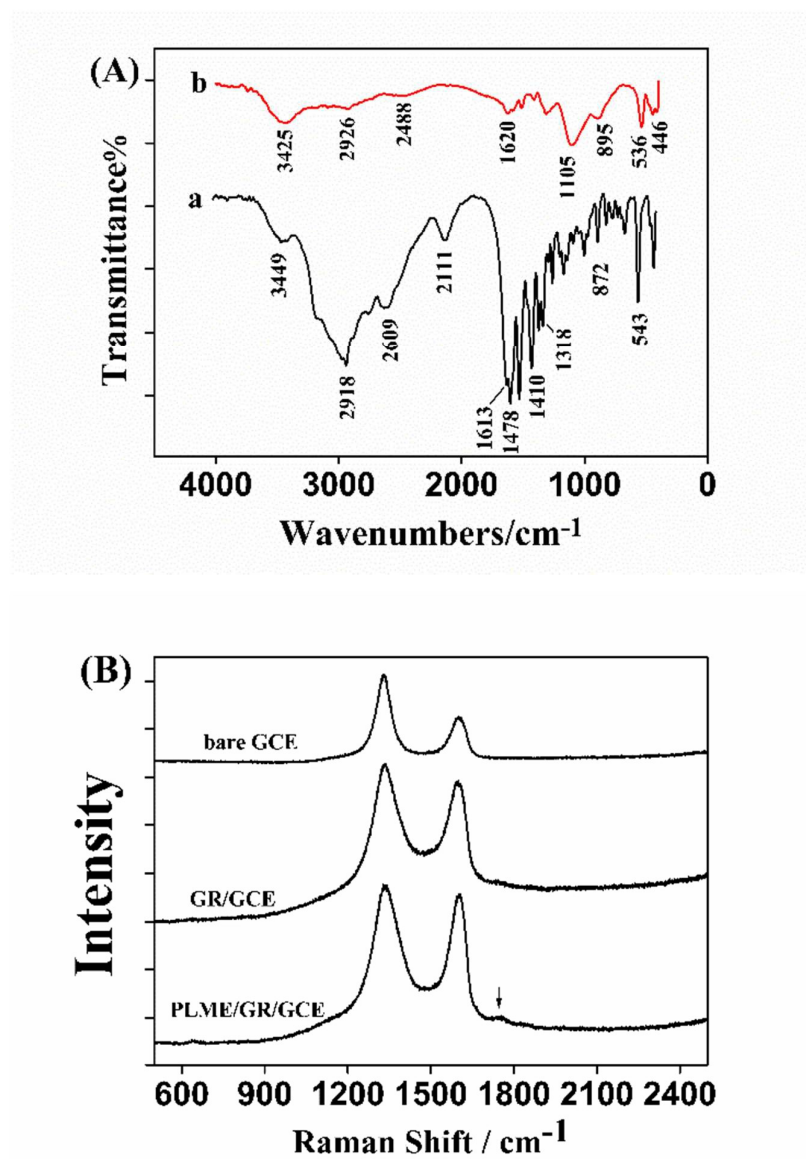 (A)
b
3425
2926
2488
1620
1105
895
536
446
a
3449
2918
2609
2111
1613
1478
1410
1318
872
543
Transmittance%
4000 3000 2000 1000 0
Wavenumbers/cm-1
(B)
bare GCE
GR/GCE
PLME/GR/GCE
Intensity
600 900 1200 1500 1800 2100 2400
Raman Shift / cm-1